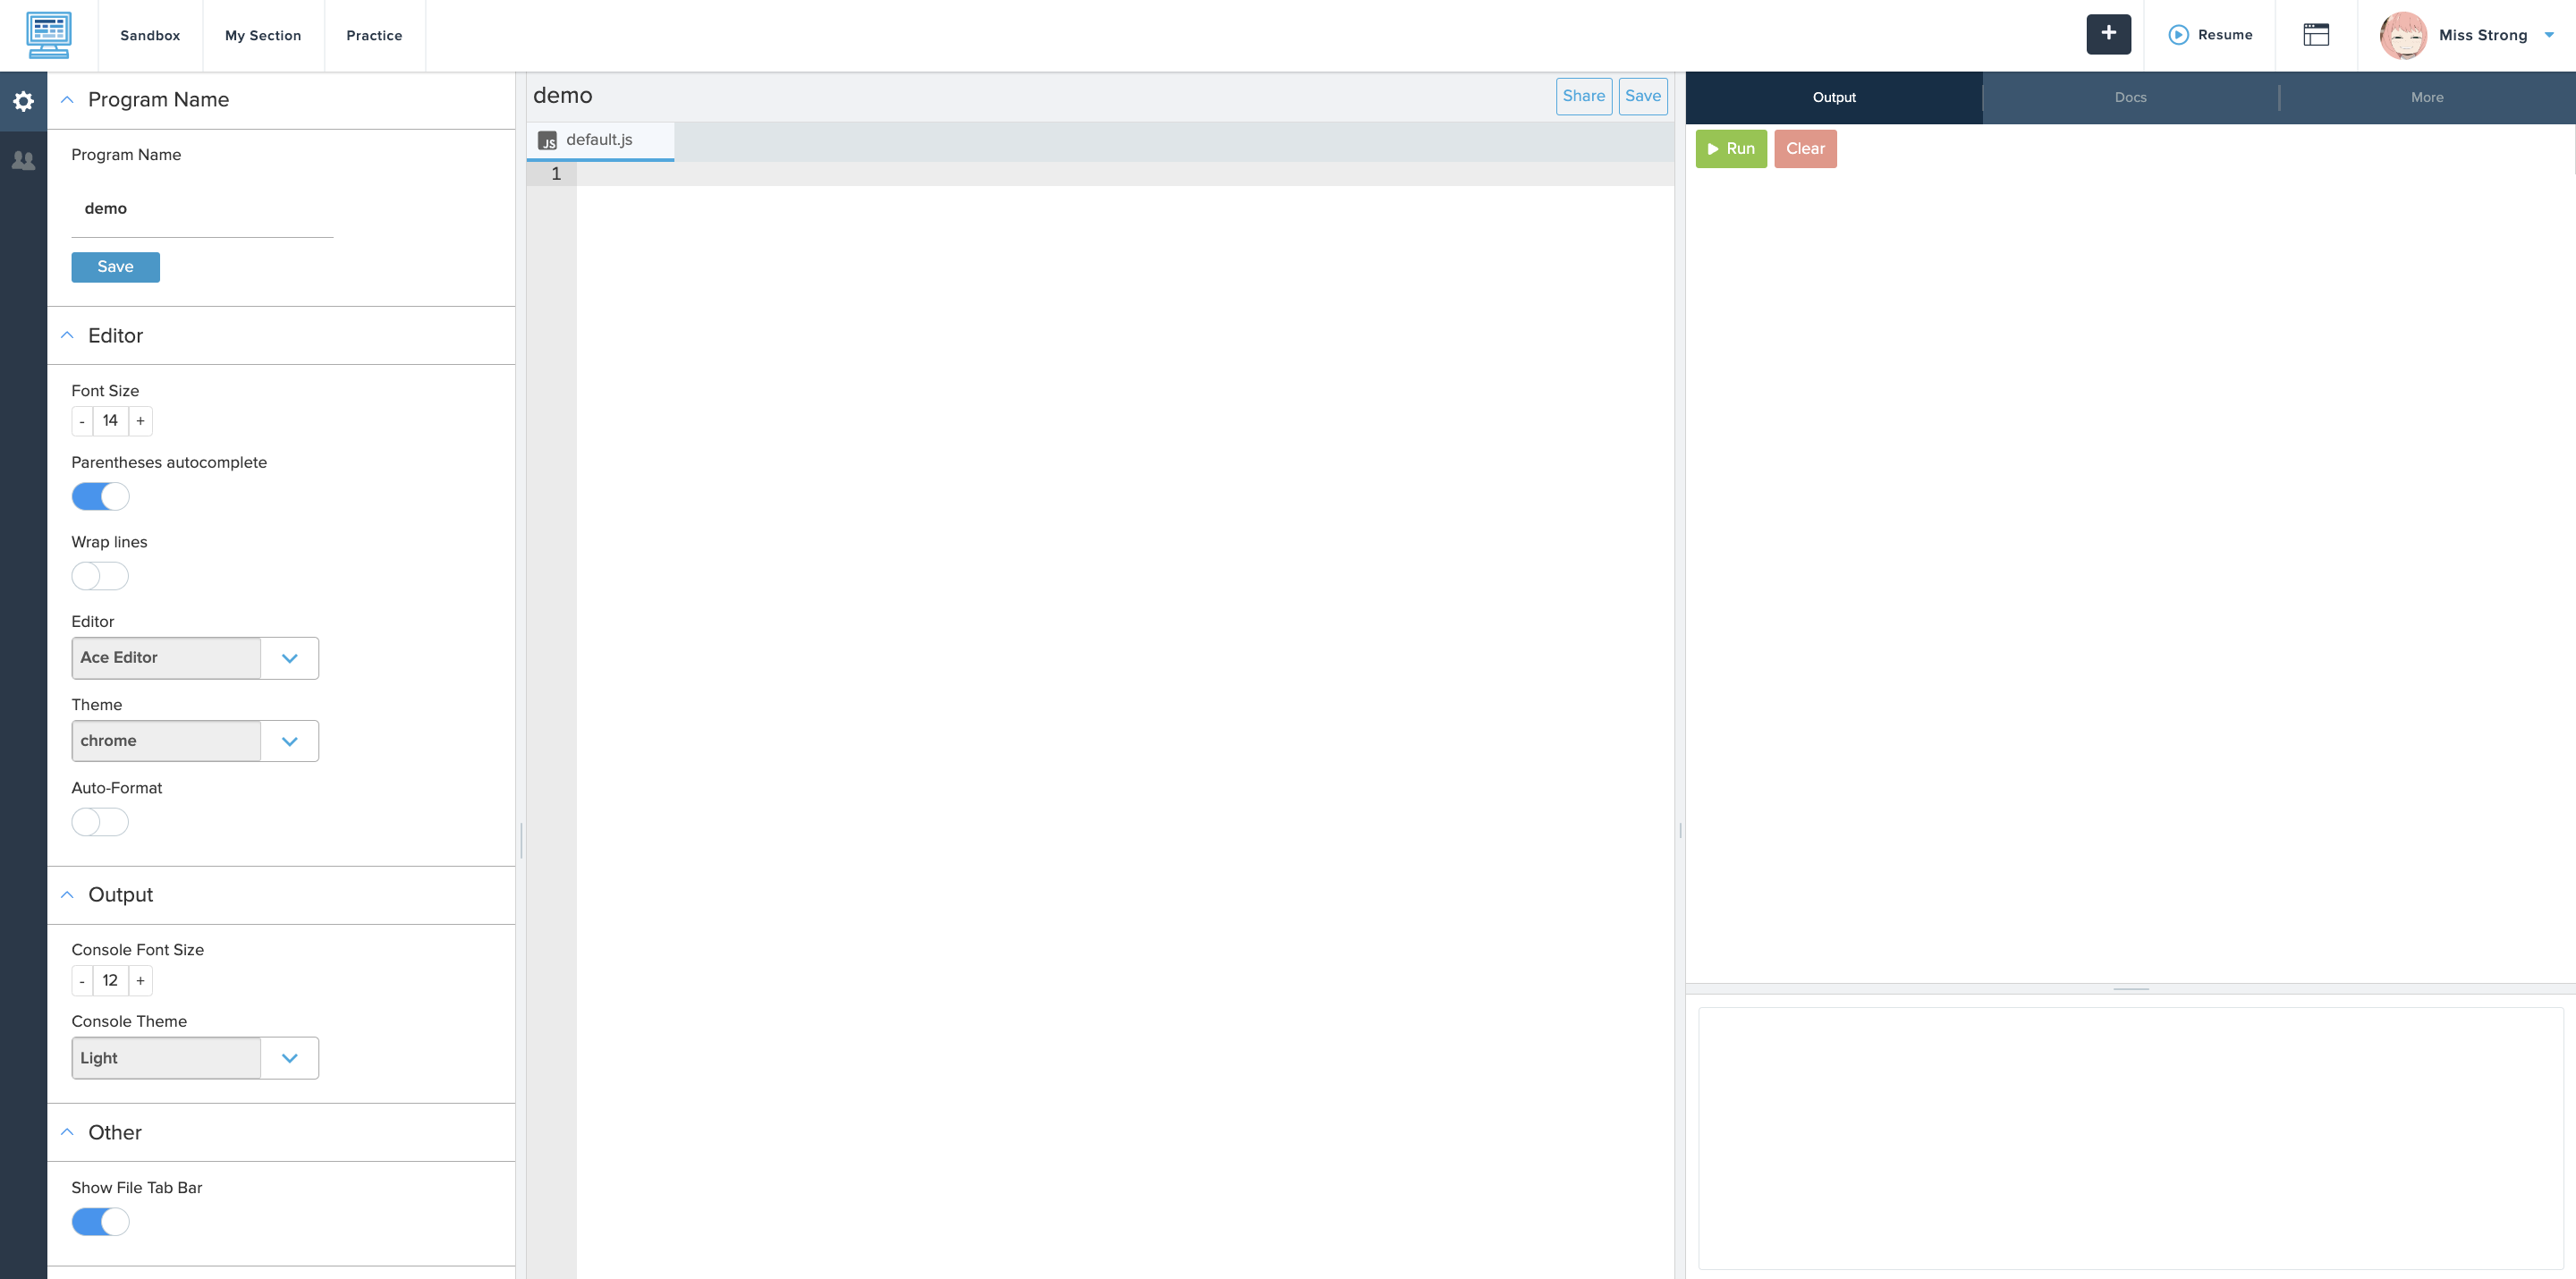 Sandbox
My Section
Practice
+
Resume
Miss Strong
Program Name
Program Name
demo
Save
Editor
Font Size
- 14 +
Parentheses autocomplete
Wrap lines
Editor
Ace Editor
Theme
chrome
Auto-Format
Output
Console Font Size
- 12 +
Console Theme
Light
Other
Show File Tab Bar
demo
Share
Save
JS default.js
1
Output
Docs
More
Run
Clear